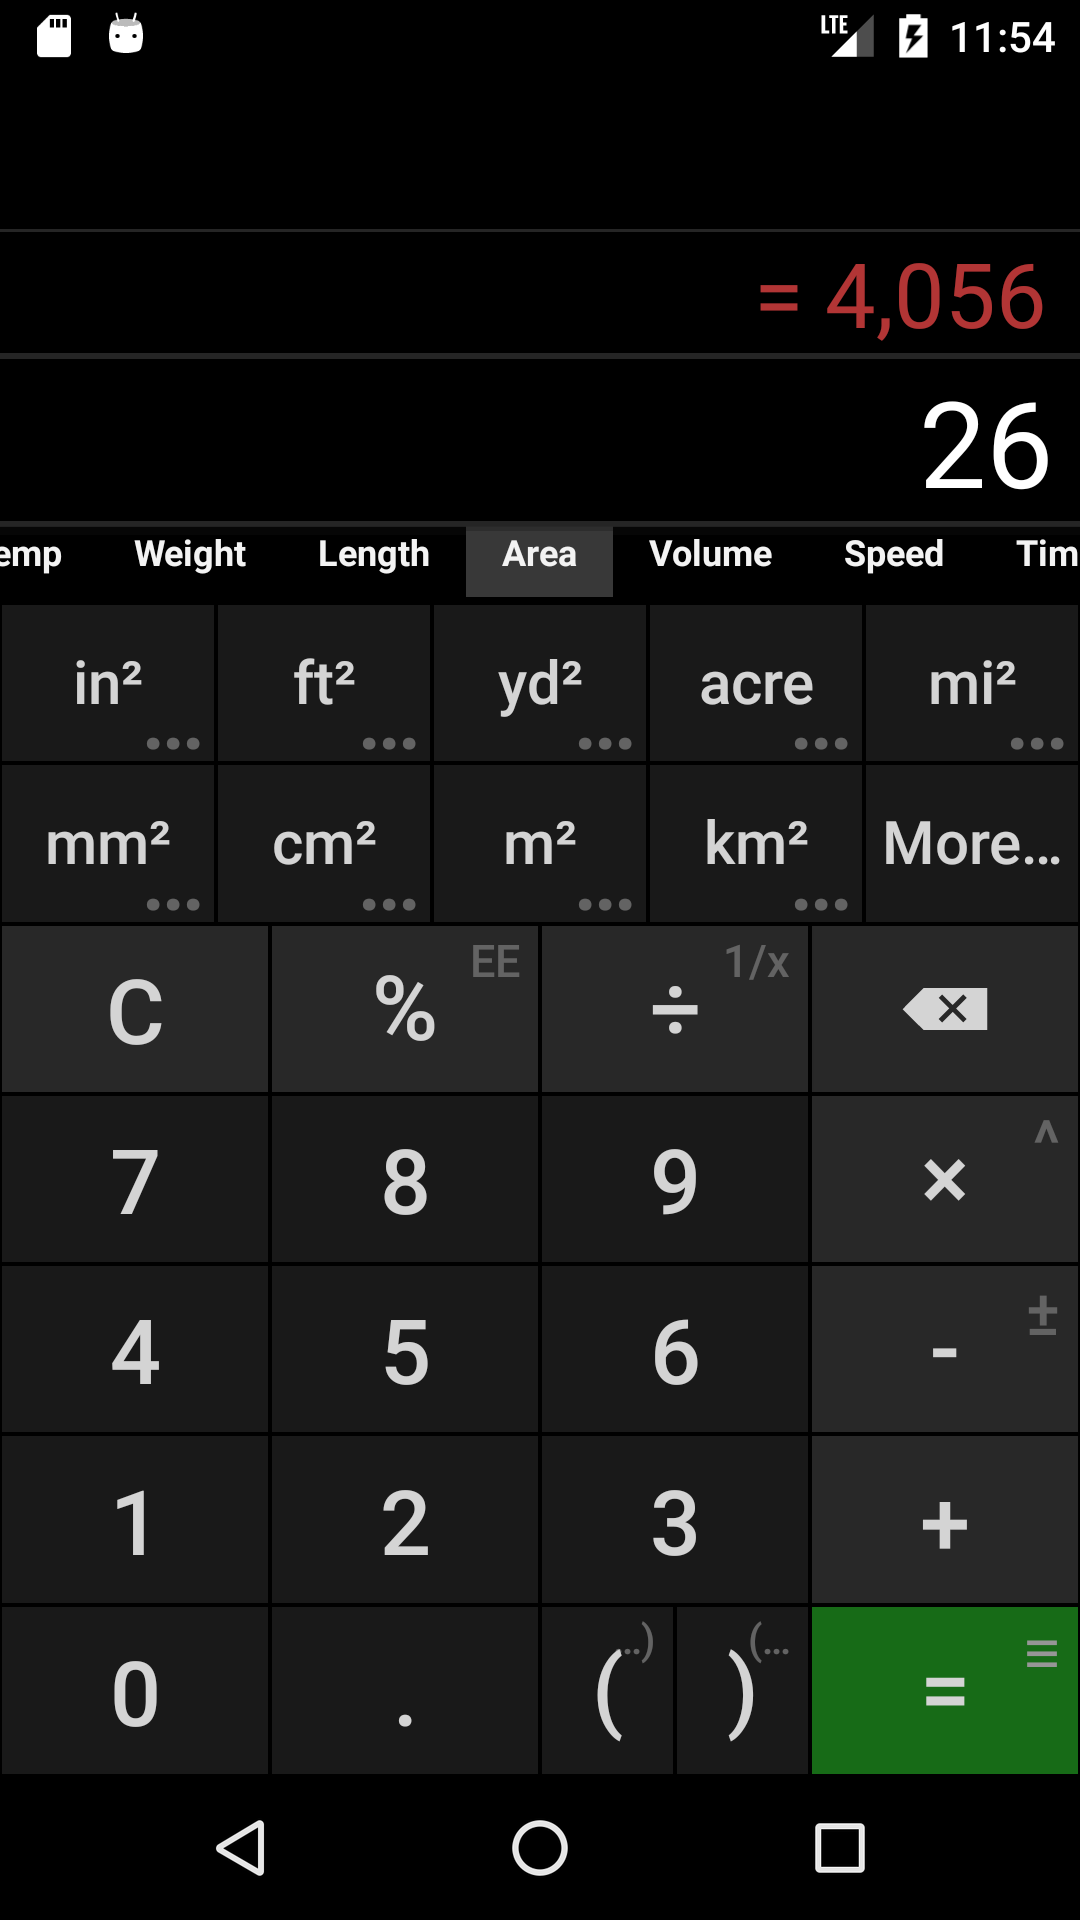 LTE 11:54
= 4,056
26
emp Weight Length Area Volume Speed Tim
in² ft² yd² acre mi²
mm² cm² m² km² More...
C % EE ÷ 1/x
7 8 9 × ^
4 5 6 - ±
1 2 3 + 
0 . ( ..) ) (... =